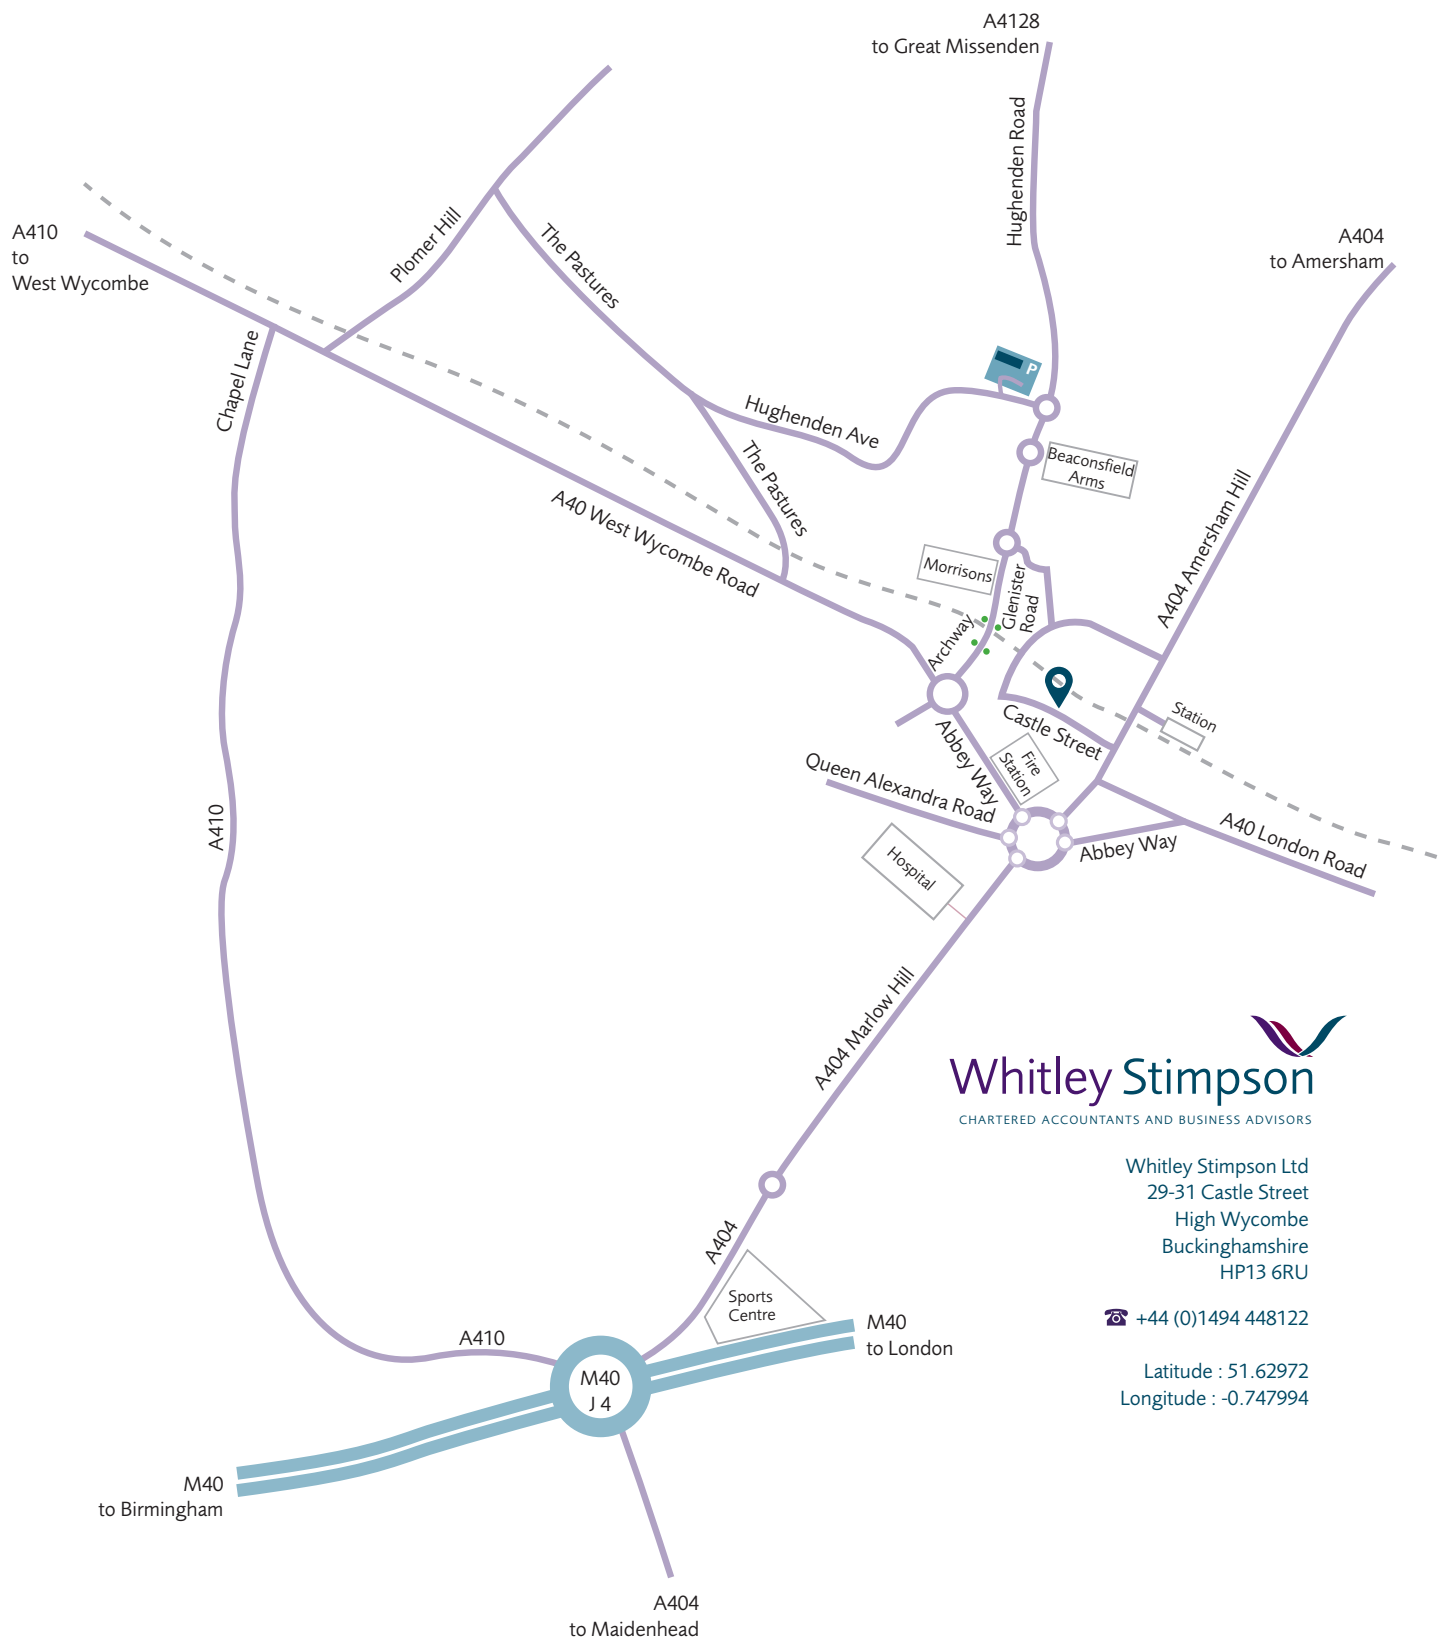 A4128
to Great Missenden
Hughenden Road
A410
to
West Wycombe
Plomer Hill
The Pastures
A404
to Amersham
Chapel Lane
P
Hughenden Ave
The Pastures
Beaconsfield
Arms
A40 West Wycombe Road
A404 Amersham Hill
Morrisons
Glenister
Road
Archway
Station
Castle Street
Abbey Way
Fire
Station
Queen Alexandra Road
A410
A40 London Road
Abbey Way
Hospital
A404 Marlow Hill
Whitley Stimpson
CHARTERED ACCOUNTANTS AND BUSINESS ADVISORS
Whitley Stimpson Ltd
29-31 Castle Street
High Wycombe
Buckinghamshire
HP13 6RU
☎ +44 (0)1494 448122
Latitude : 51.62972
Longitude : -0.747994
A404
Sports
Centre
M40
to London
A410
M40
J 4
M40
to Birmingham
A404
to Maidenhead